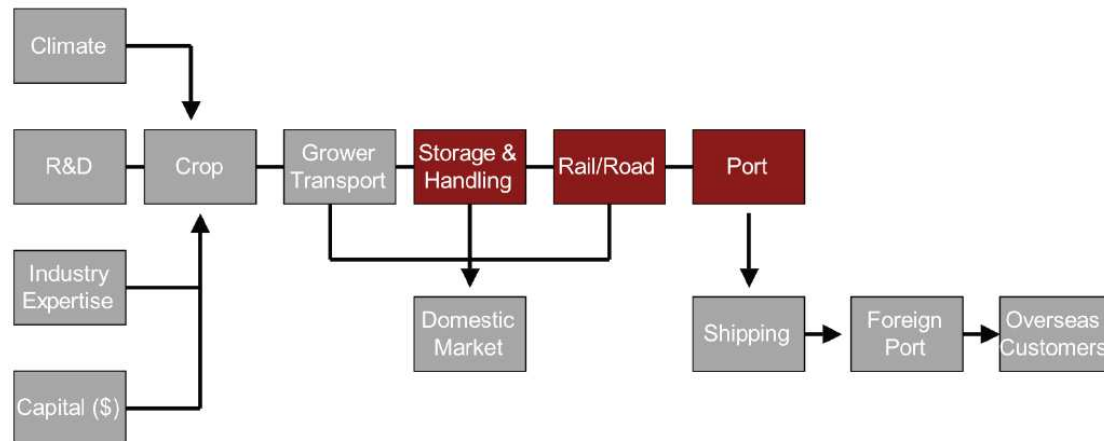 Climate
R&D
Crop
Grower
Transport
Storage &
Handling
Rail/Road
Port
Industry
Expertise
Domestic
Market
Shipping
Foreign
Port
Overseas
Customers
Capital ($)